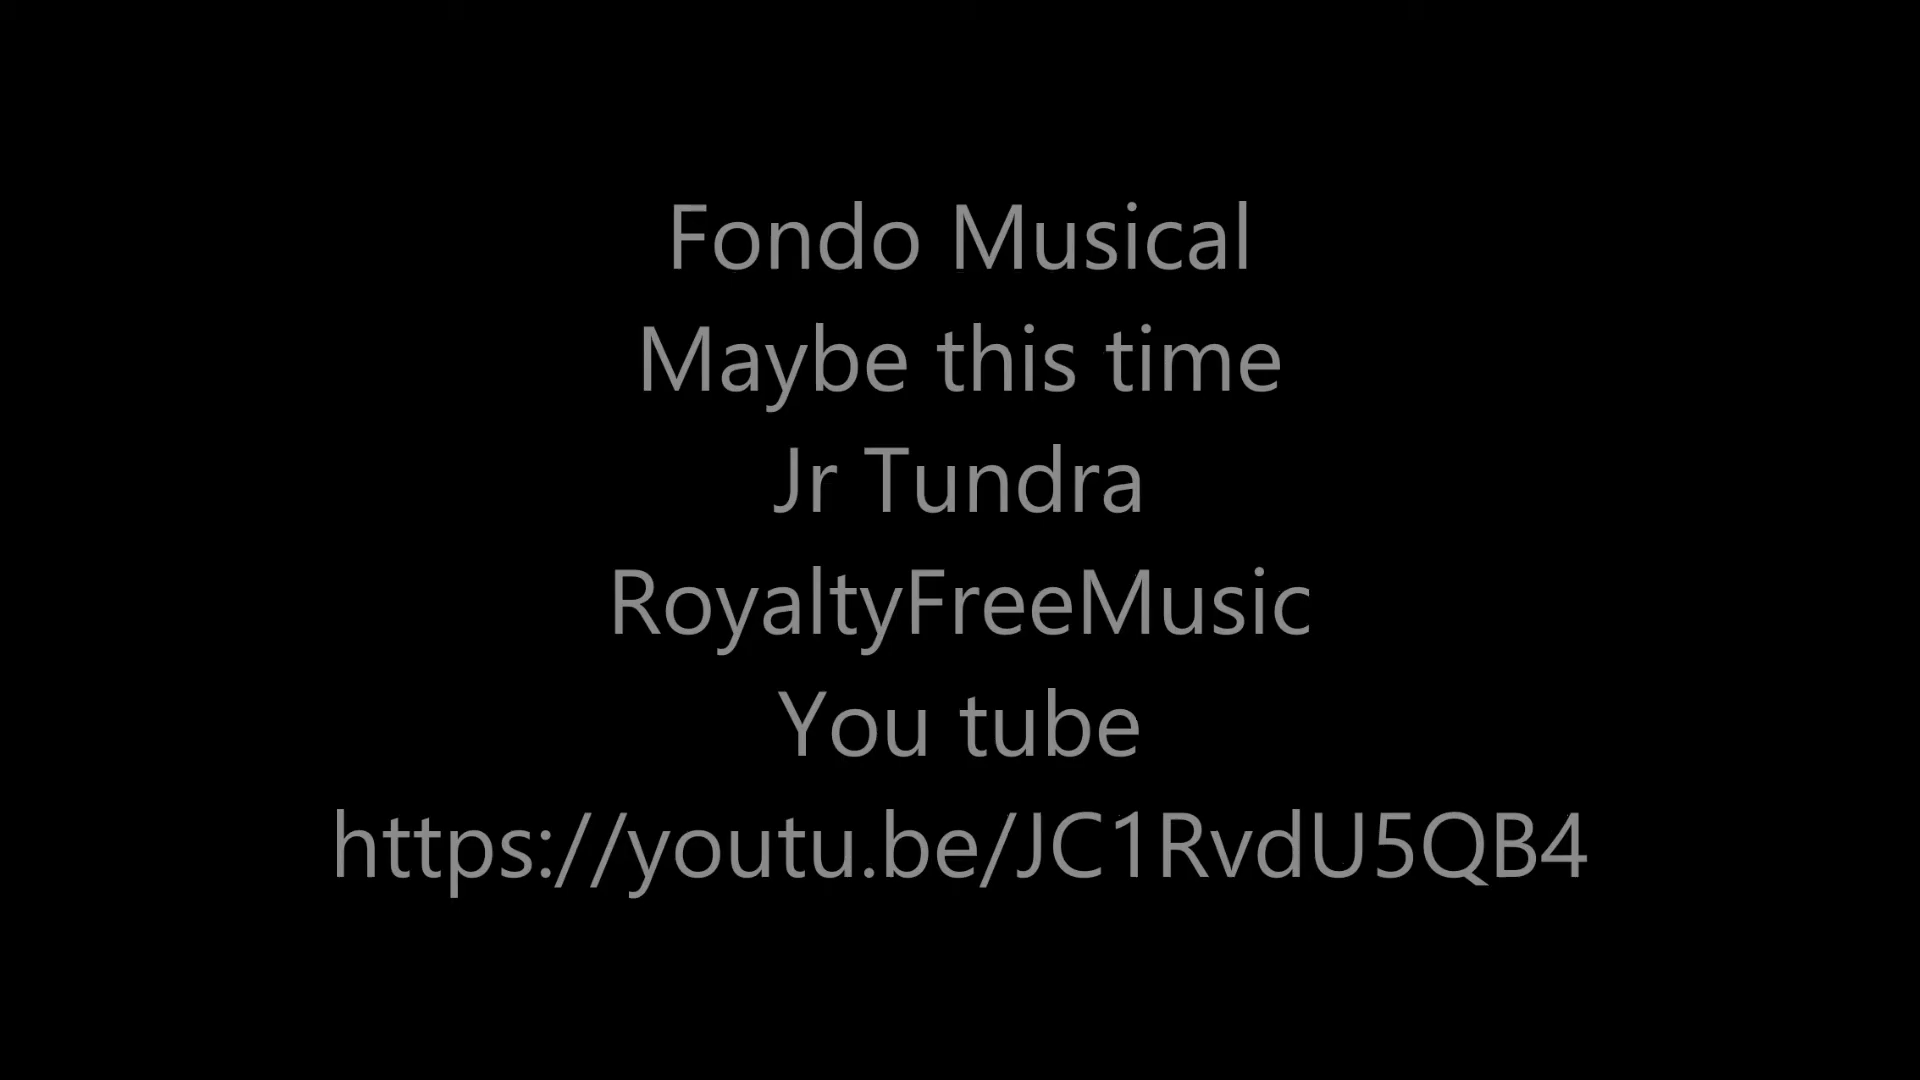 Fondo Musical
Maybe this time
Jr Tundra
RoyaltyFreeMusic
You tube
https://youtu.be/JC1RvdU5QB4